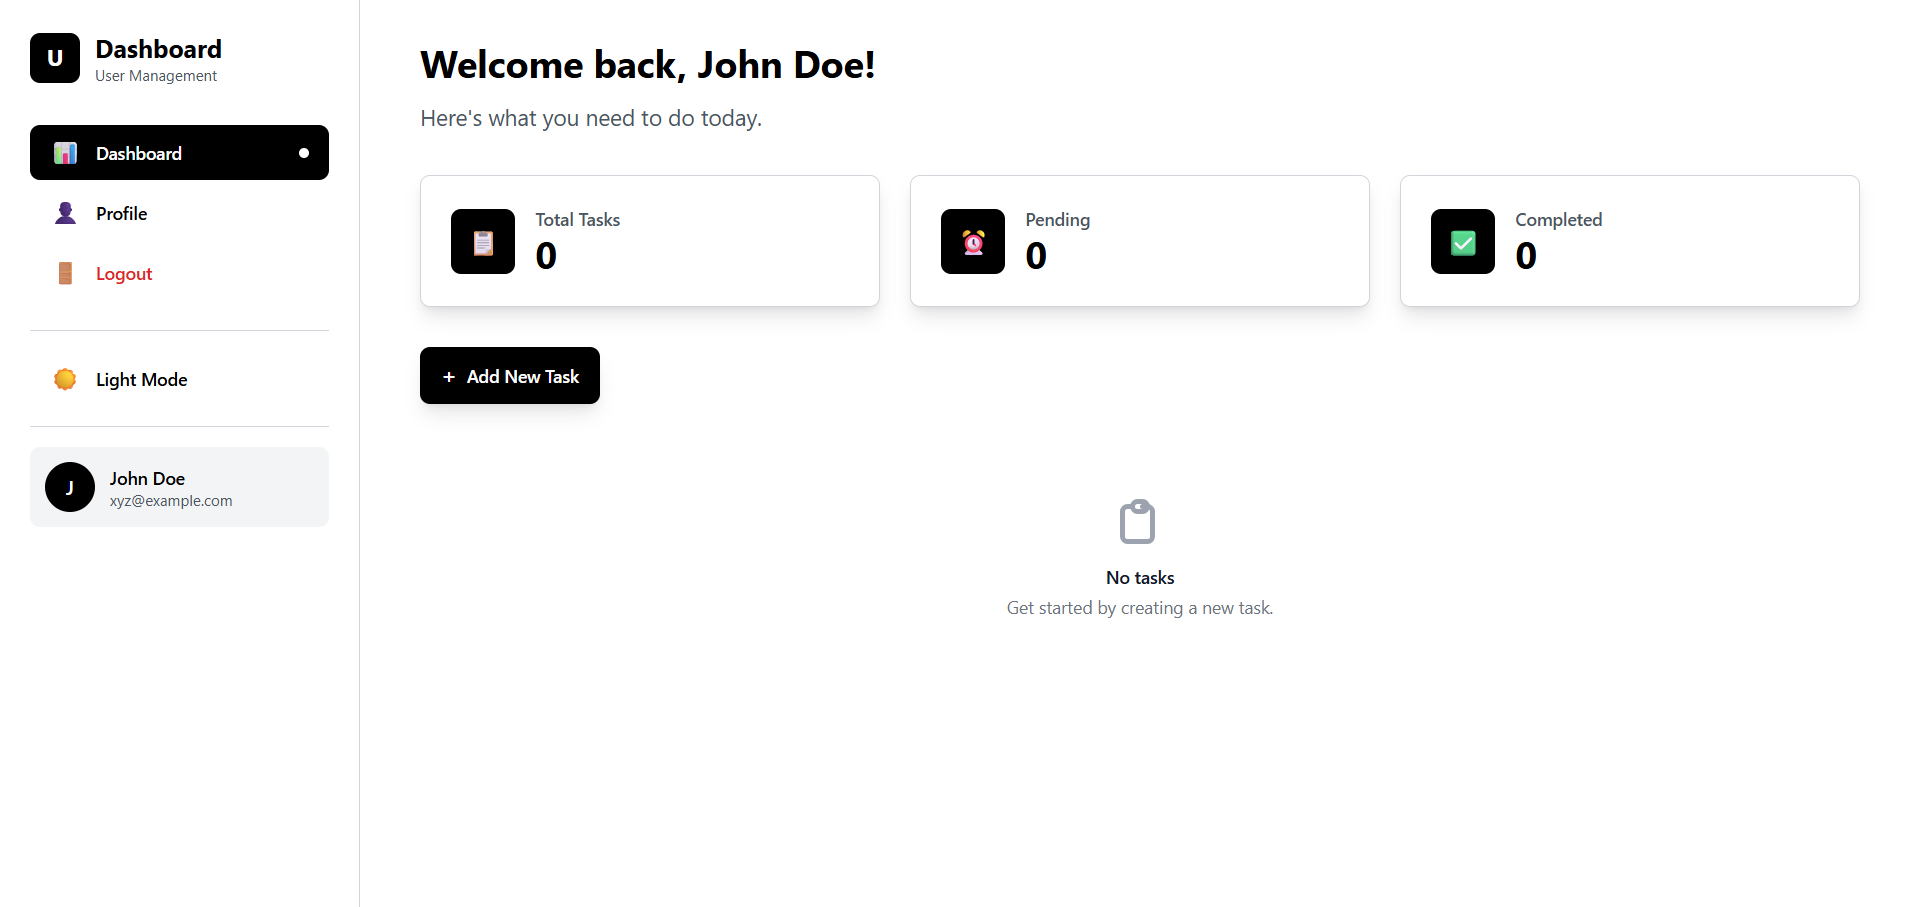 U
Dashboard
User Management
Dashboard
Profile
Logout
Light Mode
J
John Doe
xyz@example.com
Welcome back, John Doe!
Here's what you need to do today.
Total Tasks
0
Pending
0
Completed
0
+ Add New Task
No tasks
Get started by creating a new task.